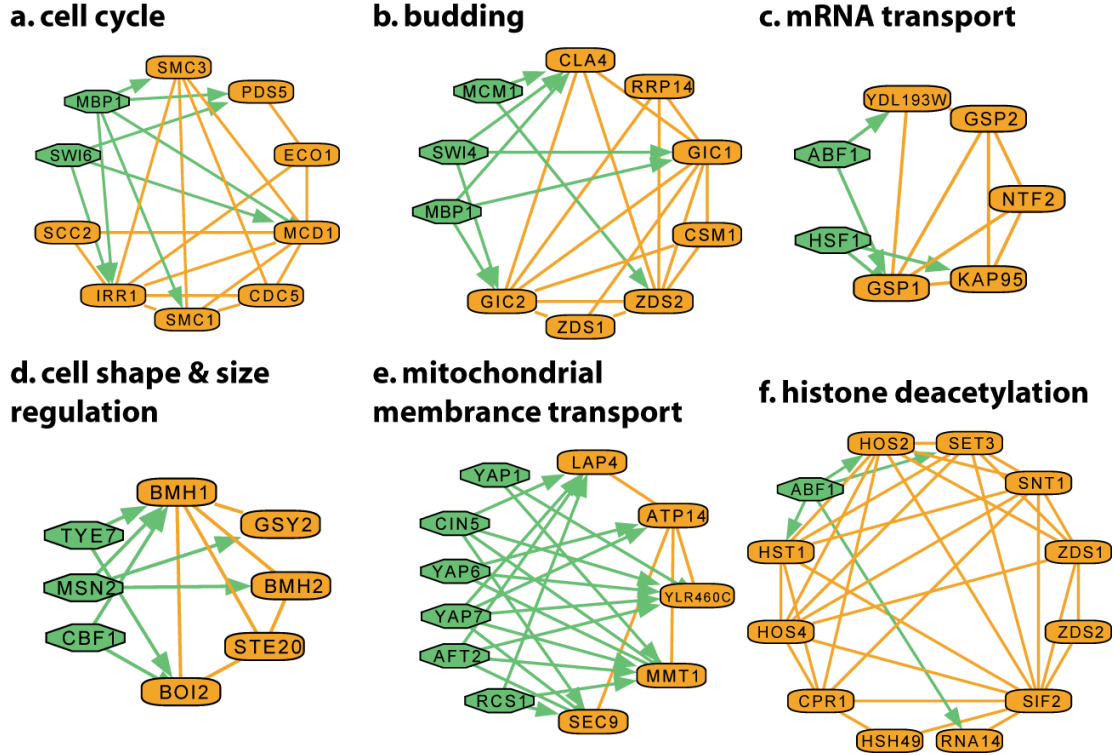 a. cell cycle
SMC3
MBP1
PDS5
SWI6
ECO1
SCC2
MCD1
IRR1
CDC5
SMC1
b. budding
CLA4
MCM1
RRP14
SWI4
GIC1
MBP1
CSM1
GIC2
ZDS2
ZDS1
c. mRNA transport
YDL193W
GSP2
ABF1
NTF2
HSF1
KAP95
GSP1
d. cell shape & size
regulation
BMH1
GSY2
TYE7
MSN2
BMH2
CBF1
STE20
BOI2
e. mitochondrial
membrance transport
LAP4
YAP1
ATP14
CIN5
YAP6
YLR460C
YAP7
AFT2
MMT1
RCS1
SEC9
f. histone deacetylation
HOS2
SET3
ABF1
SNT1
HST1
ZDS1
HOS4
ZDS2
CPR1
SIF2
HSH49
RNA14